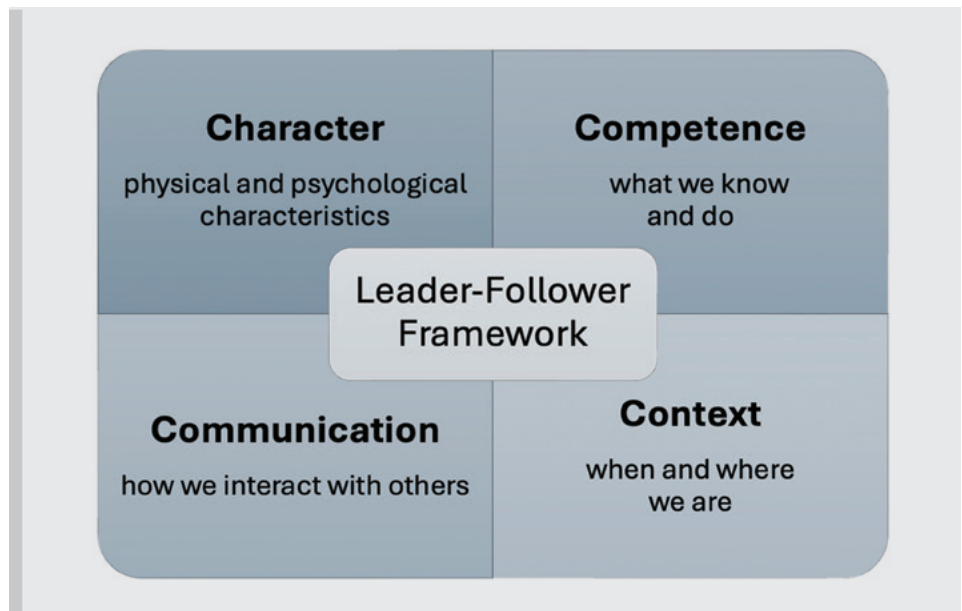 Character
physical and psychological
characteristics
Competence
what we know
and do
Leader-Follower
Framework
Communication
how we interact with others
Context
when and where
we are